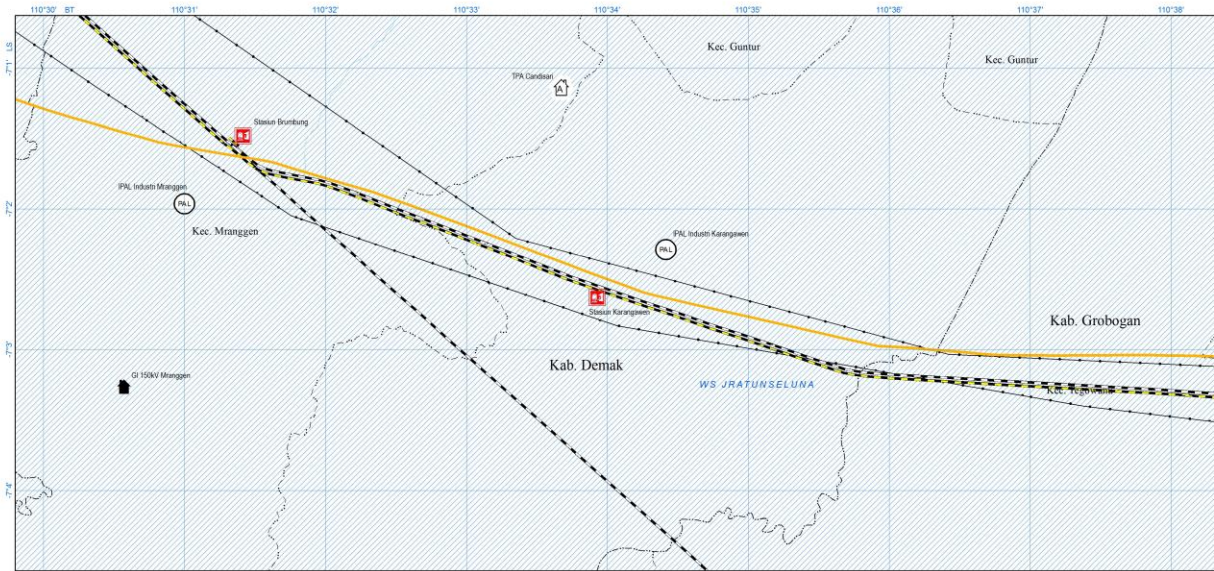 110°30' BT 110°31' 110°32' 110°33' 110°34' 110°35' 110°36' 110°37' 110°38'
LS
-7°1'
-7°2'
-7°3'
-7°4'
Kec. Guntur
Kec. Guntur
TPA Candisari
A
Stasiun Brumbung
IPAL Industri Mranggen
PAL
Kec. Mranggen
IPAL Industri Karangawen
PAL
Stasiun Karangawen
Kab. Grobogan
Kab. Demak
GI 150kV Mranggen
WS JRATUNSELUNA
Kec. Tegowanu